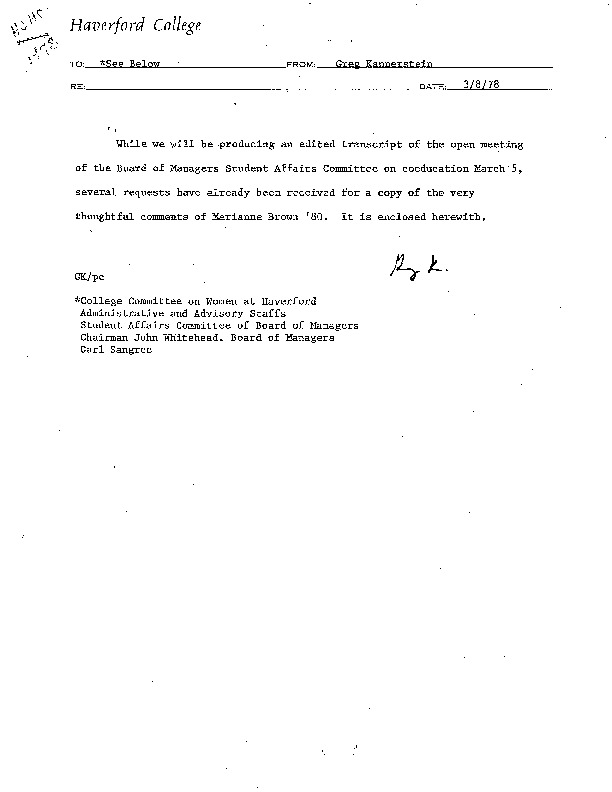 Haverford College
TO: *See Below FROM: Greg Kannerstein
RE: DATE: 3/8/78
While we will be producing an edited transcript of the open meeting
of the Board of Managers Student Affairs Committee on coeducation March 5,
several requests have already been received for a copy of the very
thoughtful comments of Merianne Brown '80. It is enclosed herewith.
Greg K.
GK/pc
*College Committee on Women at Haverford
Administrative and Advisory Staffs
Student Affairs Committee of Board of Managers
Chairman John Whitehead, Board of Managers
Carl Sangree